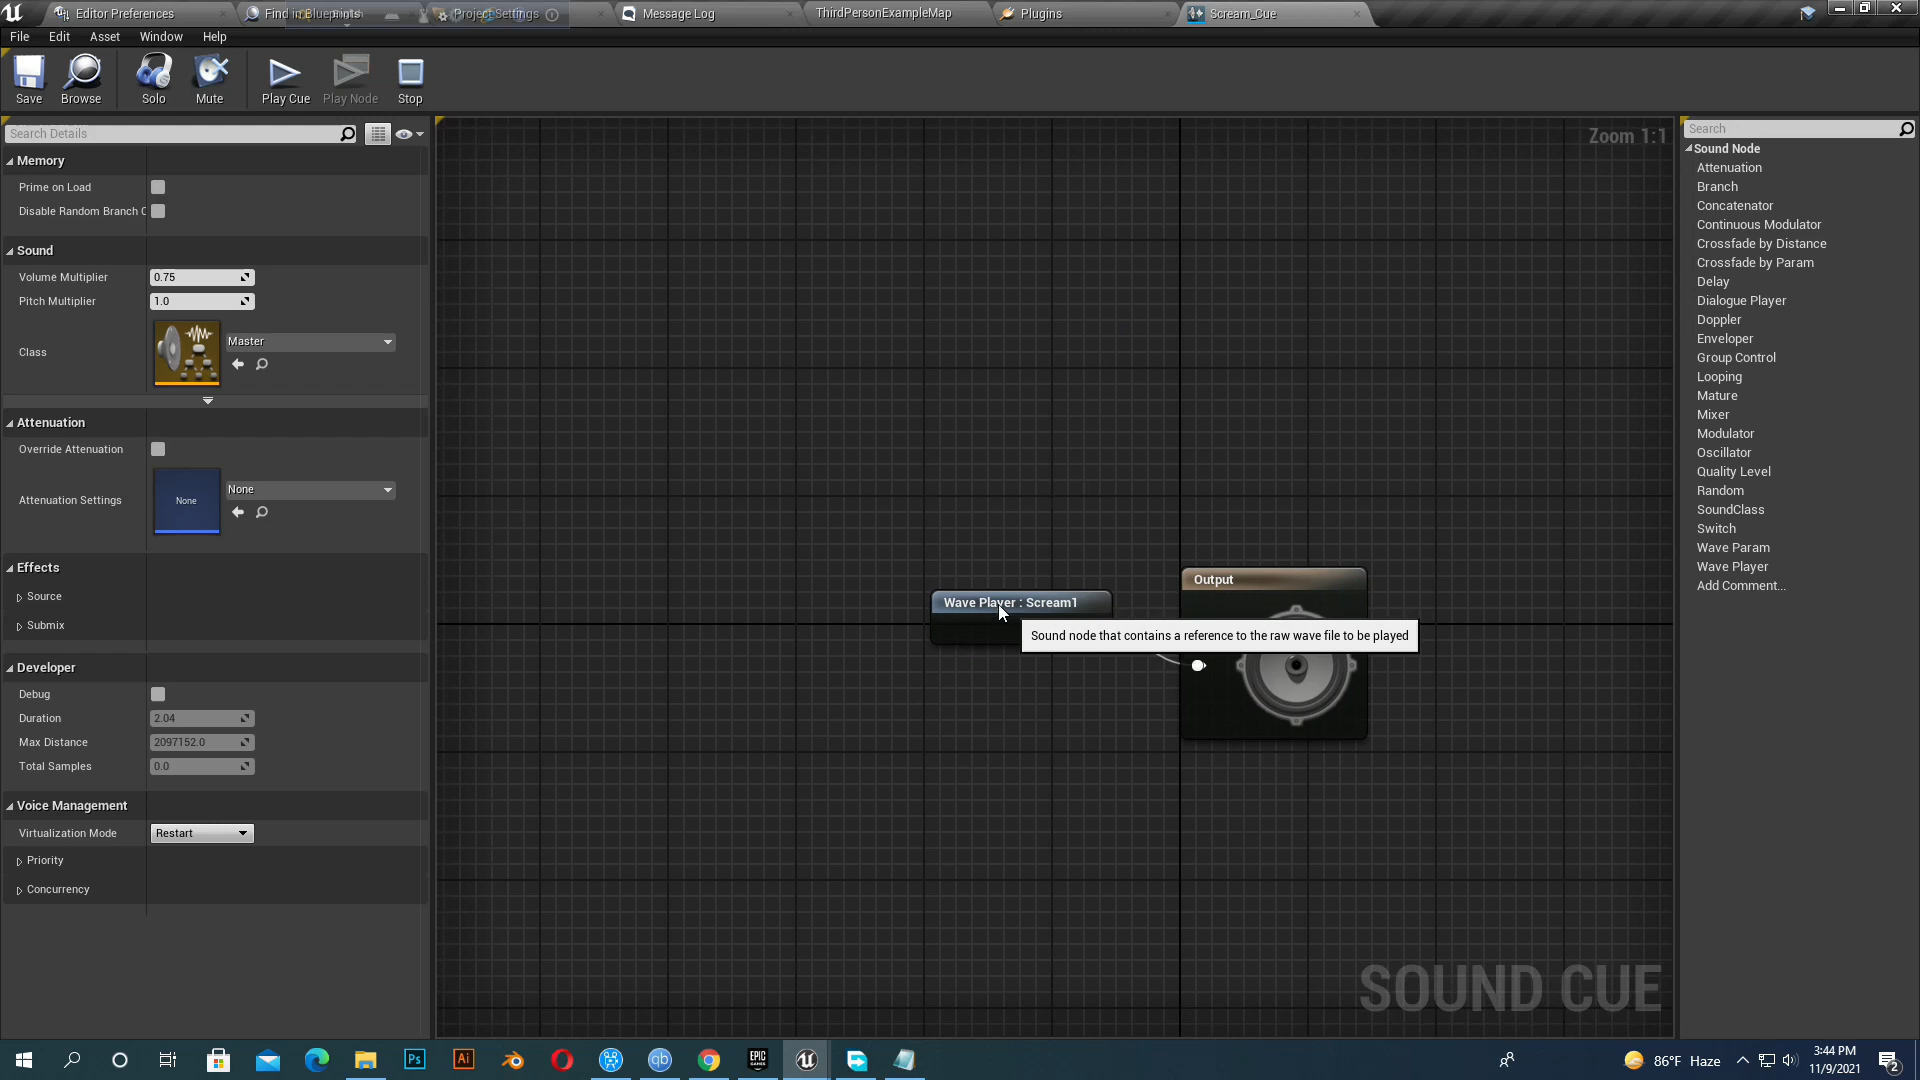 Editor Preferences
Find in Blueprints
Project Settings
Message Log
ThirdPersonExampleMap
Plugins
Scream_Cue
File
Edit
Asset
Window
Help
Save
Browse
Solo
Mute
Play Cue
Play Node
Stop
Search Details
Memory
Prime on Load
Disable Random Branch C
Sound
Volume Multiplier
0.75
Pitch Multiplier
1.0
Class
Master
Attenuation
Override Attenuation
Attenuation Settings
None
None
Effects
Source
Submix
Developer
Debug
Duration
2.04
Max Distance
2097152.0
Total Samples
0.0
Voice Management
Virtualization Mode
Restart
Priority
Concurrency
Zoom 1:1
Wave Player : Scream1
Output
Sound node that contains a reference to the raw wave file to be played
SOUND CUE
Search
Sound Node
Attenuation
Branch
Concatenator
Continuous Modulator
Crossfade by Distance
Crossfade by Param
Delay
Dialogue Player
Doppler
Enveloper
Group Control
Looping
Mature
Mixer
Modulator
Oscillator
Quality Level
Random
SoundClass
Switch
Wave Param
Wave Player
Add Comment...
Ps
Ai
qb
EPIC
GAMES
86°F Haze
3:44 PM
11/9/2021
2